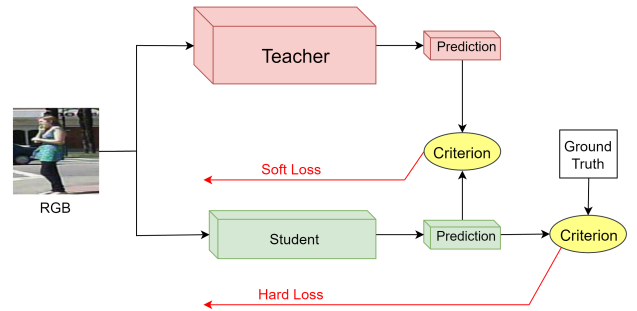 Teacher
Prediction
Criterion
Ground
Truth
Soft Loss
RGB
Student
Prediction
Criterion
Hard Loss